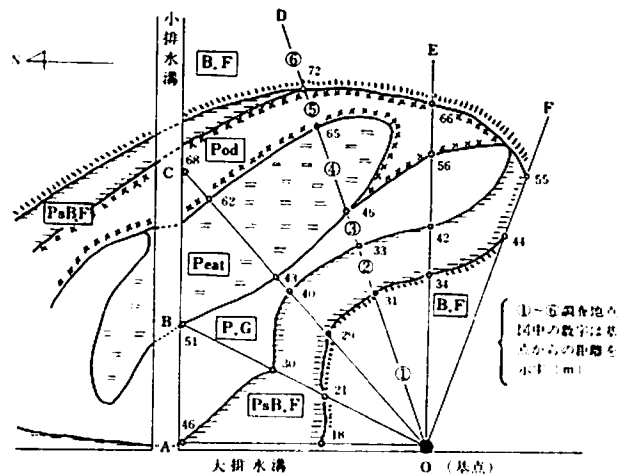 小排水溝
N
B.F
D
E
F
⑥
72
⑤
65
66
Pod
C
68
62
④
56
55
PsBF
46
③
33
42
44
Peat
43
40
②
31
34
B.F
B
51
P.G
29
30
21
①
PsB.F
46
A
18
大排水溝
O (基点)
①~⑥調査地点
図中の数字は基
点からの距離を
示す (m)